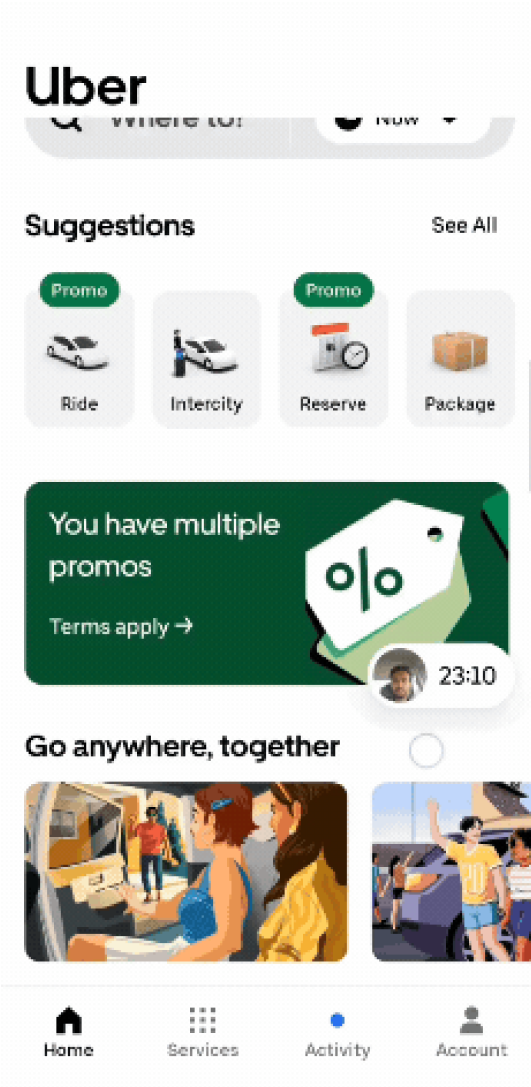 Uber
Where to?
Now
Suggestions
See All
Promo
Promo
Ride
Intercity
Reserve
Package
You have multiple
promos
Terms apply →
%
23:10
Go anywhere, together
Home
Services
Activity
Account